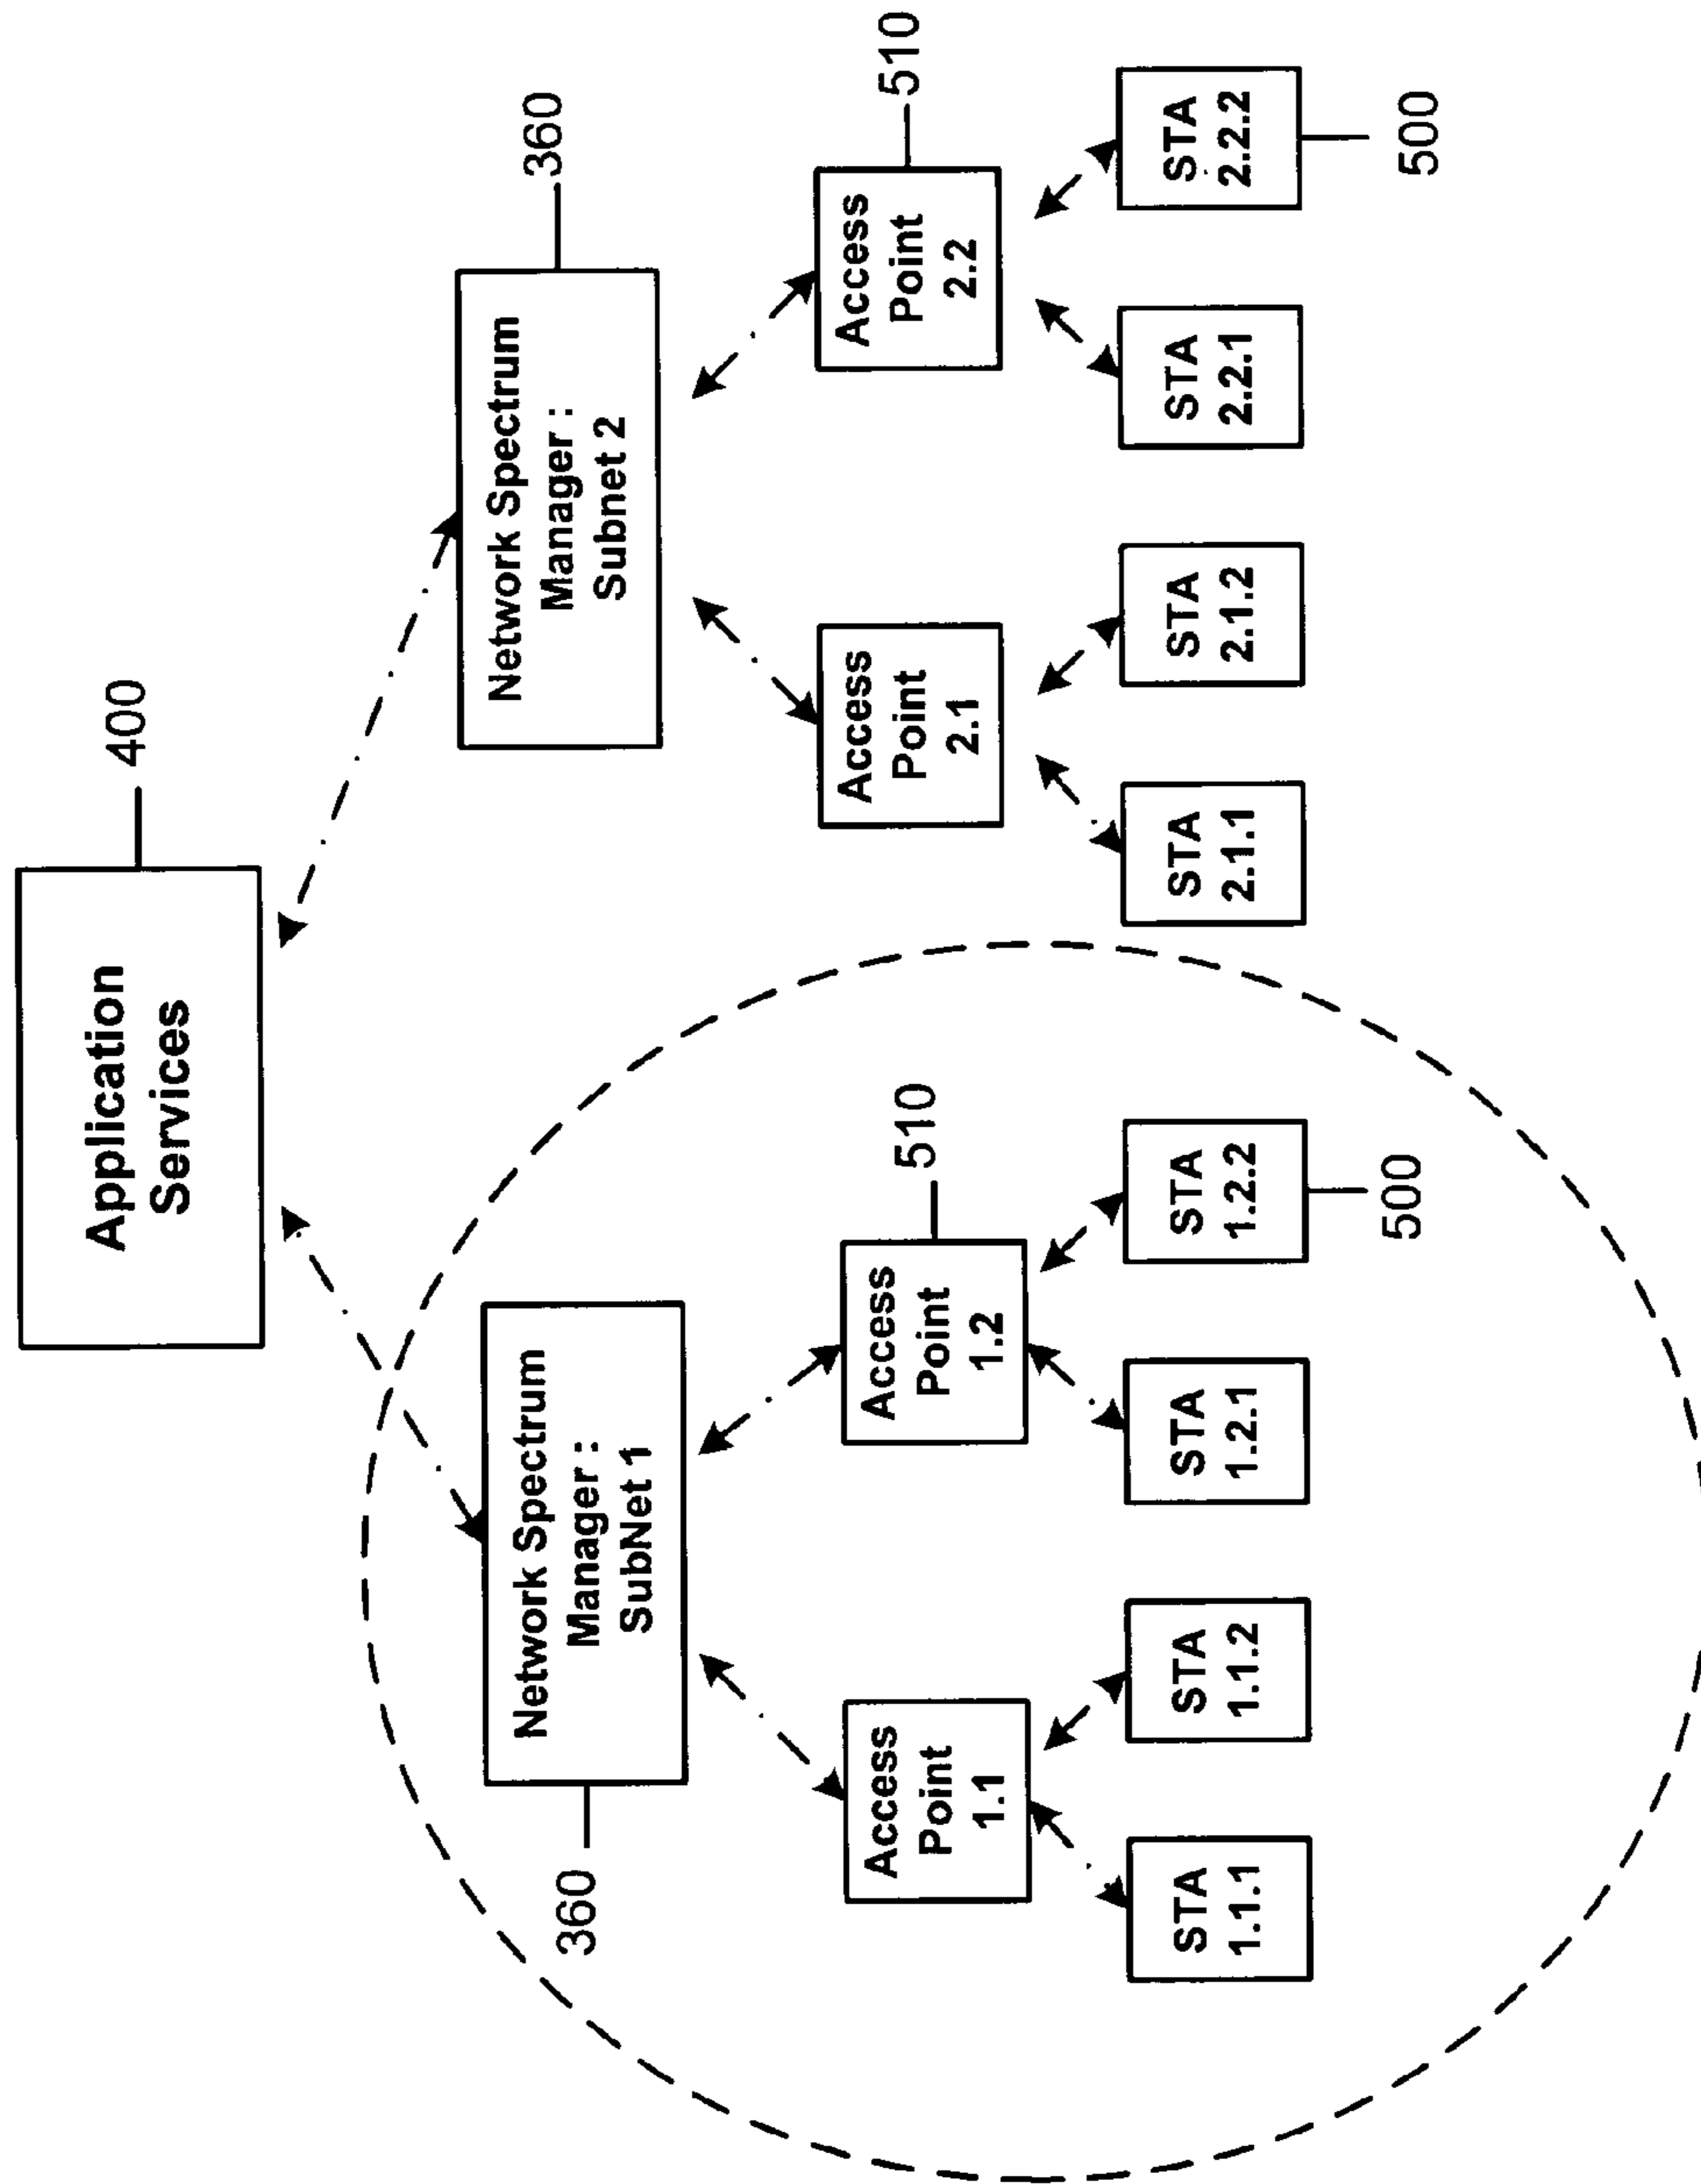 Application
Services
400
Network Spectrum
Manager :
SubNet 1
360
Network Spectrum
Manager :
Subnet 2
360
Access
Point
1.1
Access
Point
1.2
510
Access
Point
2.1
Access
Point
2.2
510
STA
1.1.1
STA
1.1.2
STA
1.2.1
STA
1.2.2
500
STA
2.1.1
STA
2.1.2
STA
2.2.1
STA
2.2.2
500